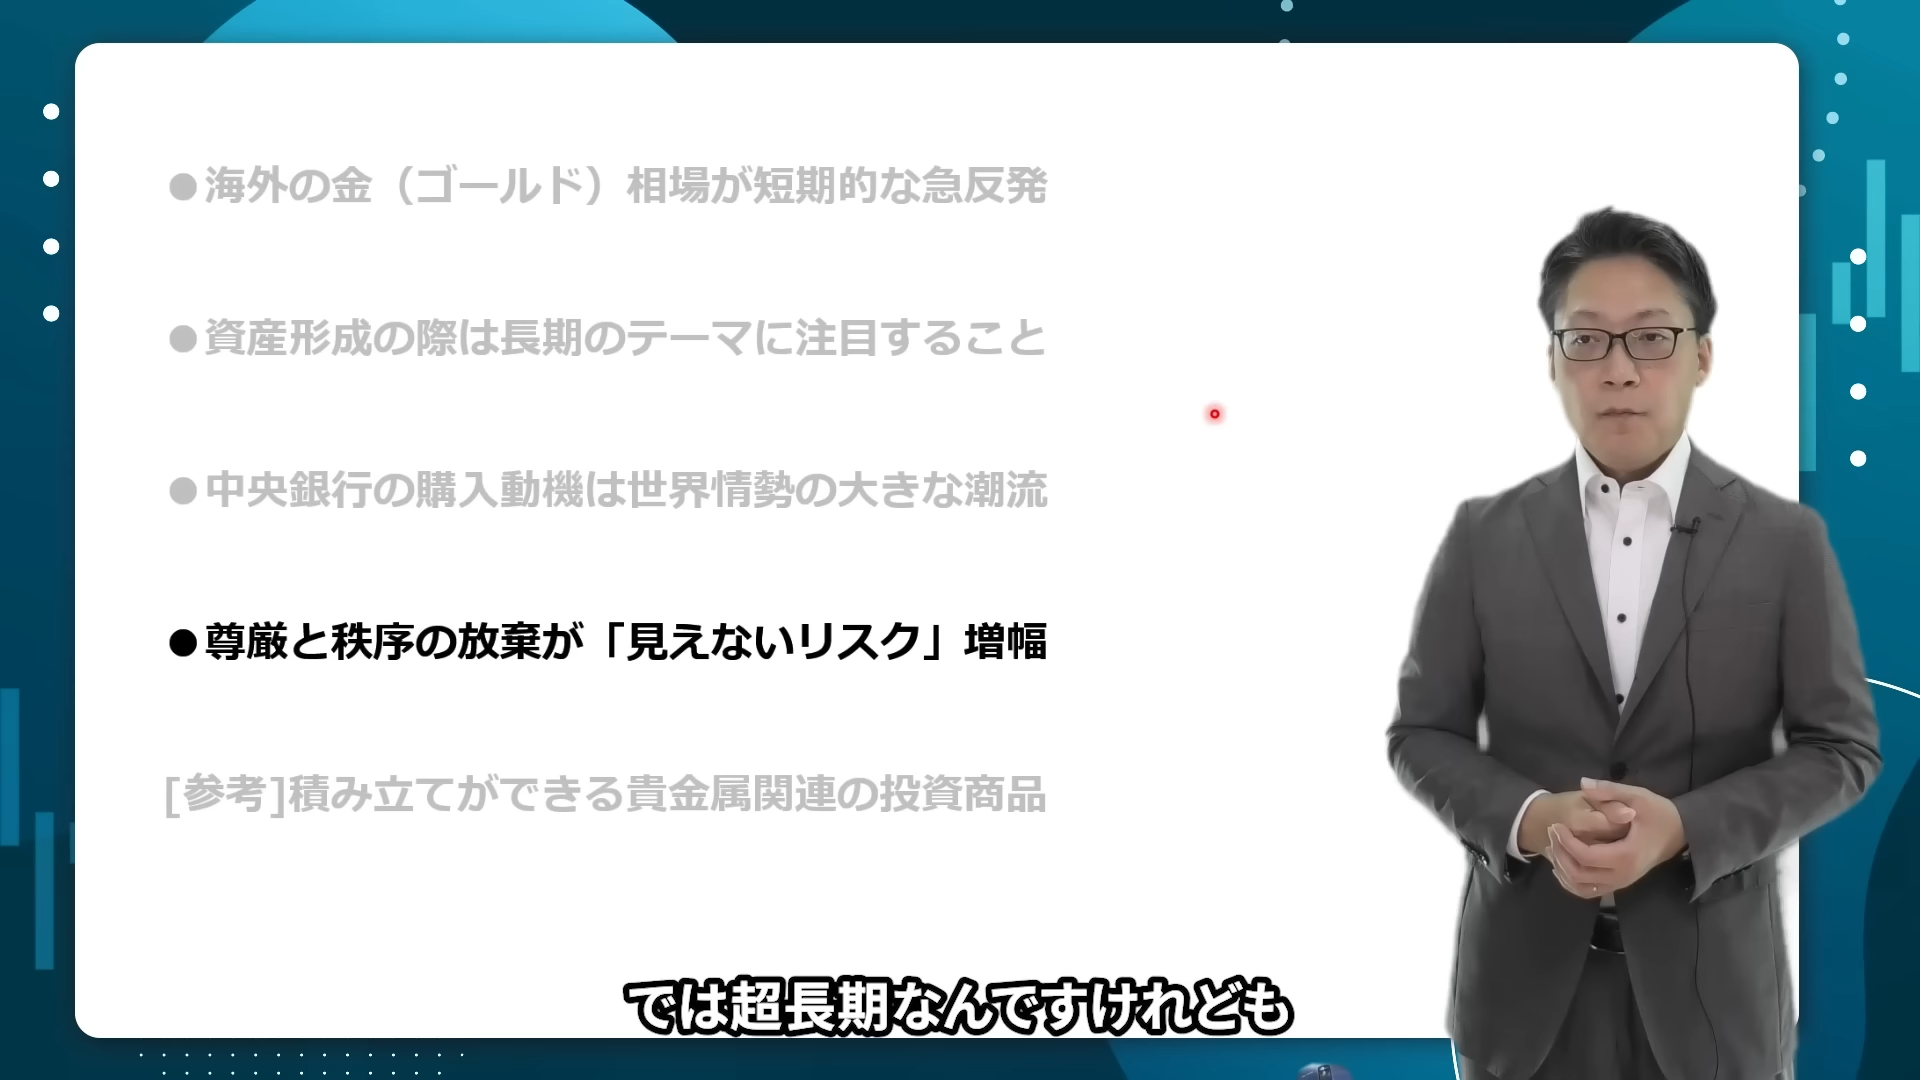 ●海外の金（ゴールド）相場が短期的な急反発
●資産形成の際は長期のテーマに注目すること
●中央銀行の購入動機は世界情勢の大きな潮流
●尊厳と秩序の放棄が「見えないリスク」増幅
[参考]積み立てができる貴金属関連の投資商品
では超長期なんですけれども